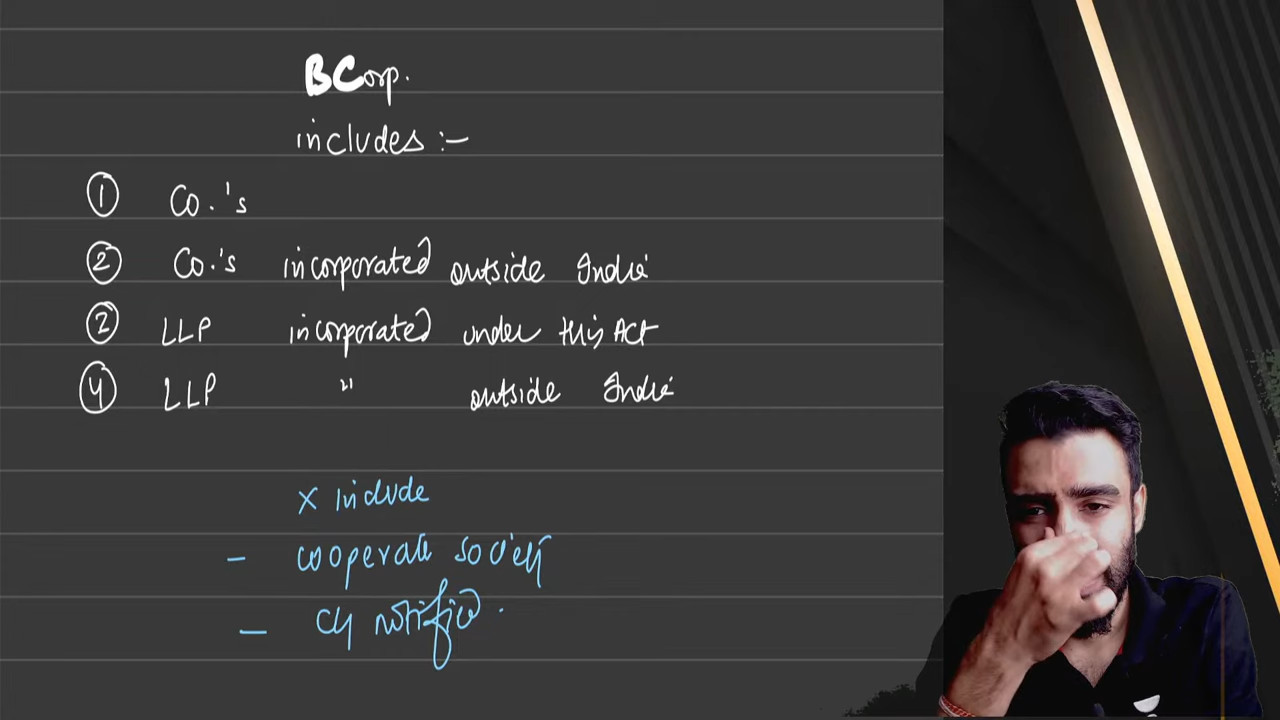 BCorp.
includes :-
① Co.'s
② Co.'s incorporated outside India
② LLP incorporated under this Act
④ LLP " outside India
× include
- cooperate society
- CG notified.